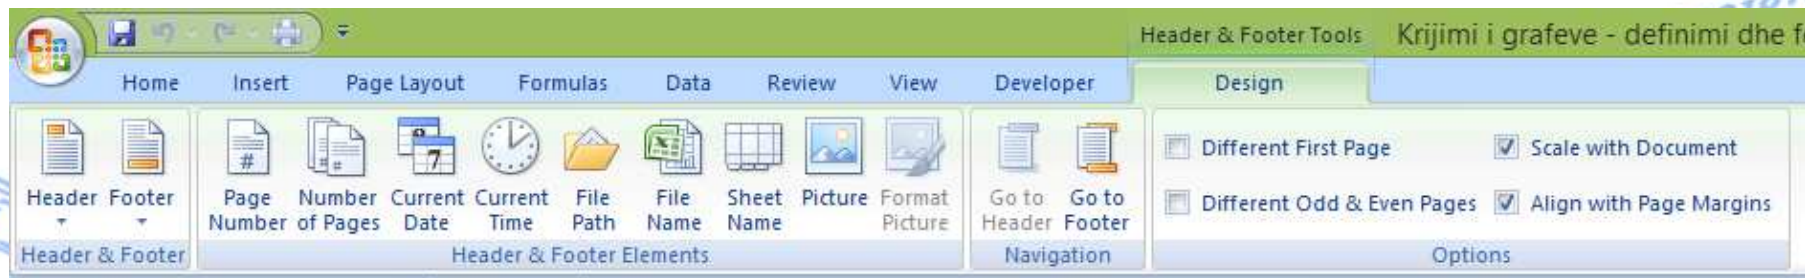 Header & Footer Tools Krijimi i grafeve - definimi dhe
Home Insert Page Layout Formulas Data Review View Developer Design
Header Footer
Page Number
Number of Pages
Current Date
Current Time
File Path
File Name
Sheet Name
Picture
Format Picture
Go to Header
Go to Footer
Different First Page
Scale with Document
Different Odd & Even Pages
Align with Page Margins
Header & Footer Header & Footer Elements Navigation Options